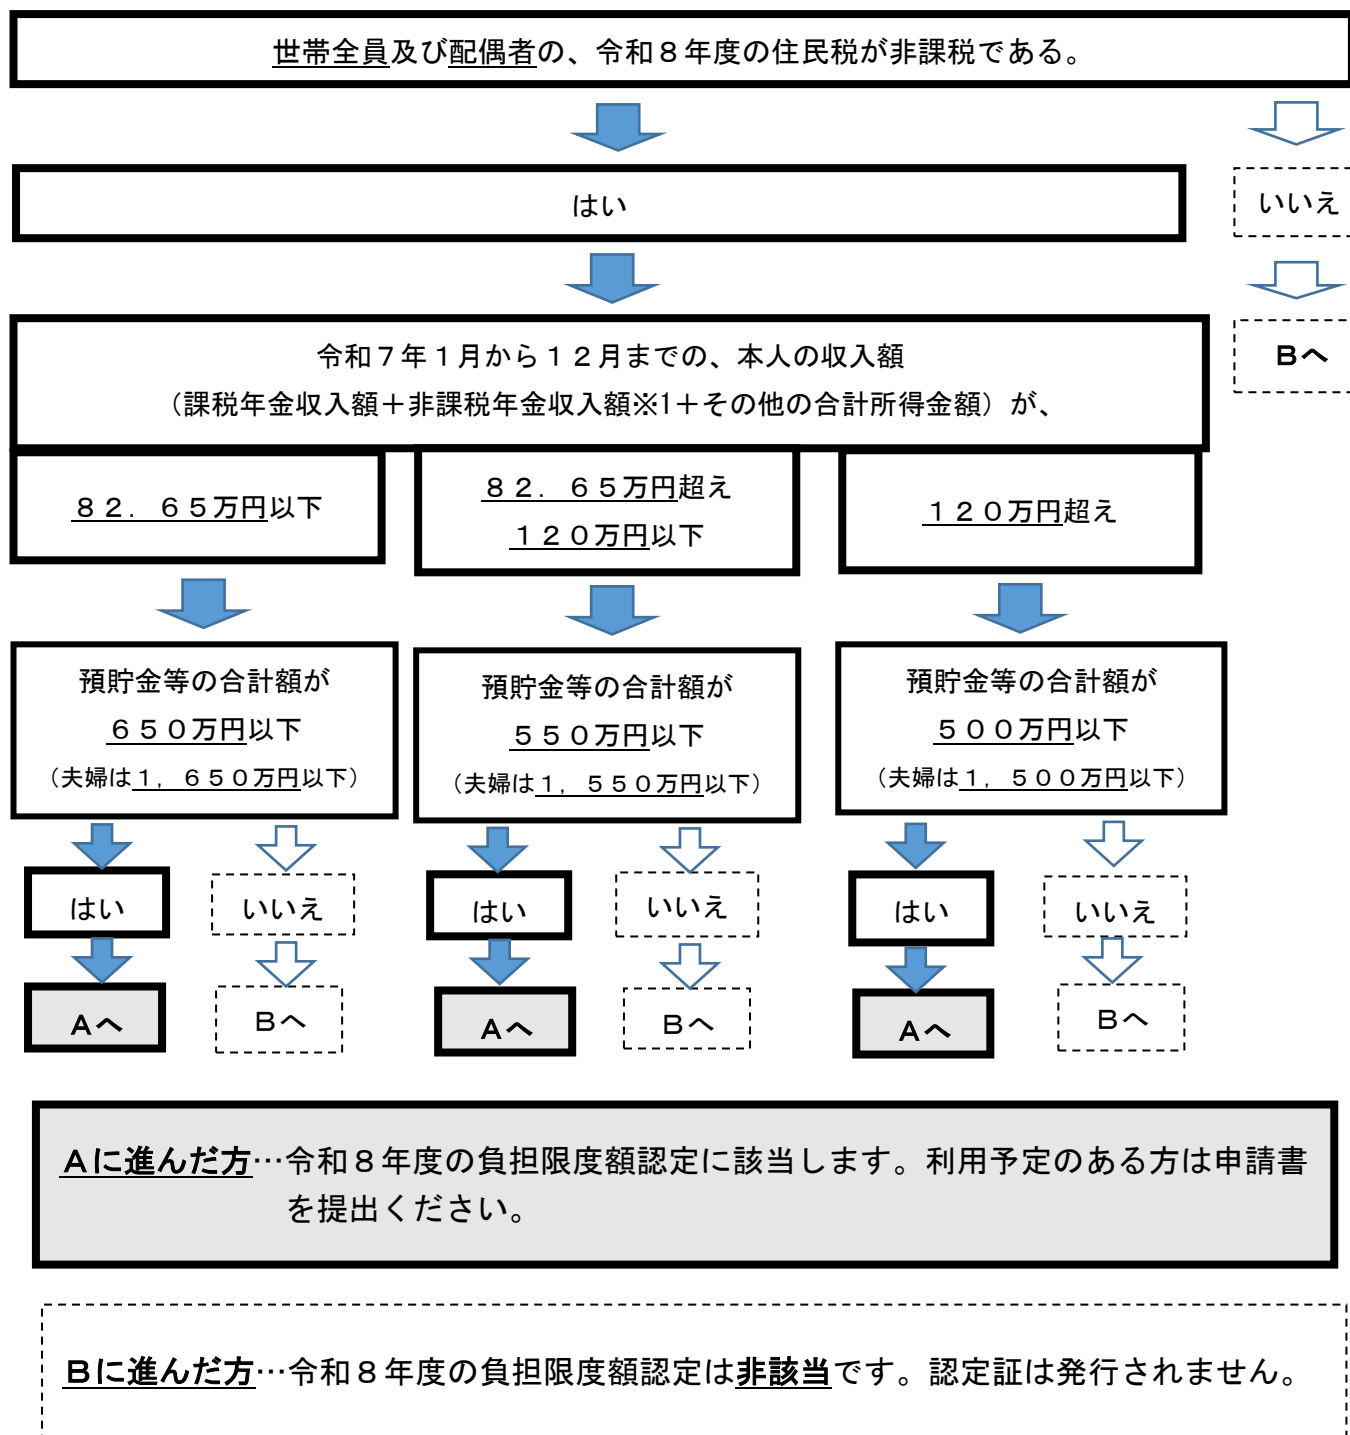 世帯全員及び配偶者の、令和８年度の住民税が非課税である。
はい
いいえ
Ｂへ
令和７年１月から１２月までの、本人の収入額
（課税年金収入額＋非課税年金収入額※1＋その他の合計所得金額）が、
８２．６５万円以下
８２．６５万円超え
１２０万円以下
１２０万円超え
預貯金等の合計額が
６５０万円以下
（夫婦は１，６５０万円以下）
預貯金等の合計額が
５５０万円以下
（夫婦は１，５５０万円以下）
預貯金等の合計額が
５００万円以下
（夫婦は１，５００万円以下）
はい
いいえ
はい
いいえ
はい
いいえ
Ａへ
Ｂへ
Ａへ
Ｂへ
Ａへ
Ｂへ
Ａに進んだ方…令和８年度の負担限度額認定に該当します。利用予定のある方は申請書
を提出ください。
Ｂに進んだ方…令和８年度の負担限度額認定は非該当です。認定証は発行されません。